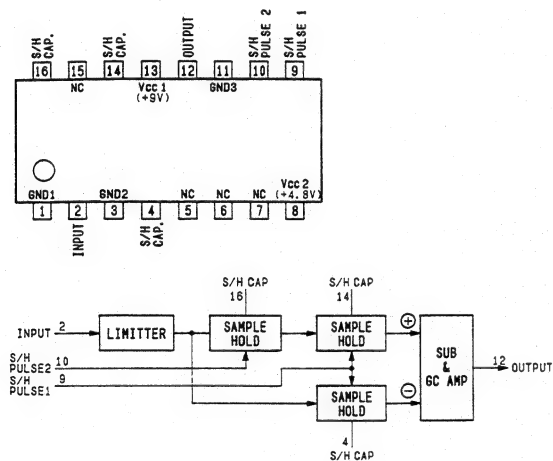 S/H CAP.
S/H CAP.
OUTPUT
S/H PULSE 2
S/H PULSE 1
16 15 14 13 12 11 10 9
NC Vcc 1 GND3
(+9V)
Vcc 2
GND1 GND2 NC NC NC (+4.8V)
1 2 3 4 5 6 7 8
INPUT
S/H CAP.
S/H CAP S/H CAP
16 14
INPUT 2 LIMITTER SAMPLE HOLD SAMPLE HOLD +
S/H PULSE2 10
S/H PULSE1 9
SUB & GC AMP 12 OUTPUT
SAMPLE HOLD −
4
S/H CAP